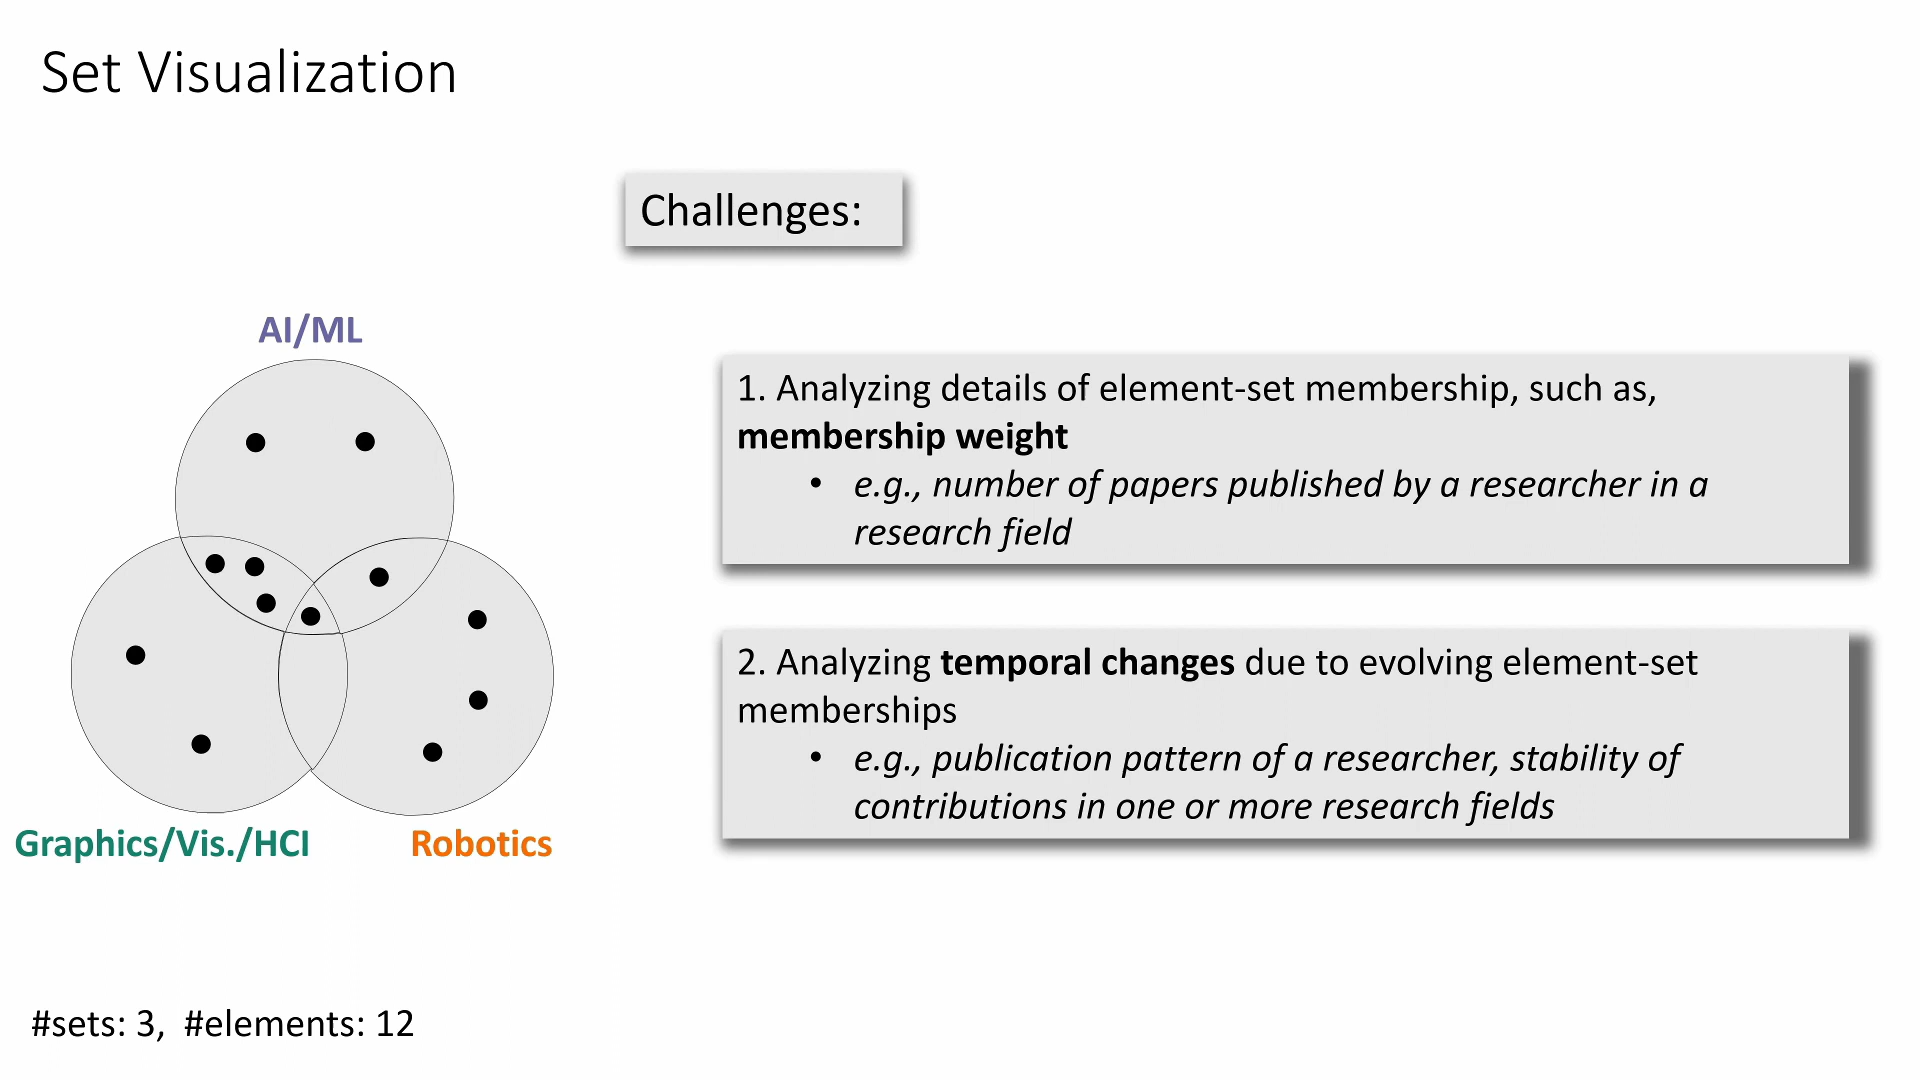 Set Visualization
Challenges:
AI/ML
1. Analyzing details of element-set membership, such as,
membership weight
• e.g., number of papers published by a researcher in a
research field
2. Analyzing temporal changes due to evolving element-set
memberships
• e.g., publication pattern of a researcher, stability of
contributions in one or more research fields
Graphics/Vis./HCI
Robotics
#sets: 3, #elements: 12